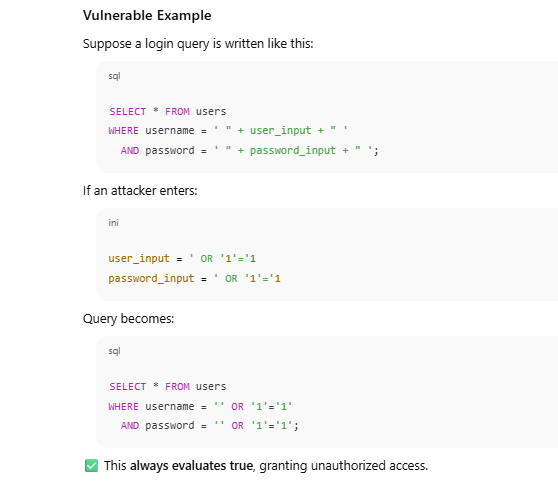 Vulnerable Example
Suppose a login query is written like this:
sql
SELECT * FROM users
WHERE username = ' " + user_input + " '
AND password = ' " + password_input + " ';
If an attacker enters:
ini
user_input = ' OR '1'='1
password_input = ' OR '1'='1
Query becomes:
sql
SELECT * FROM users
WHERE username = '' OR '1'='1'
AND password = '' OR '1'='1';
✅ This always evaluates true, granting unauthorized access.